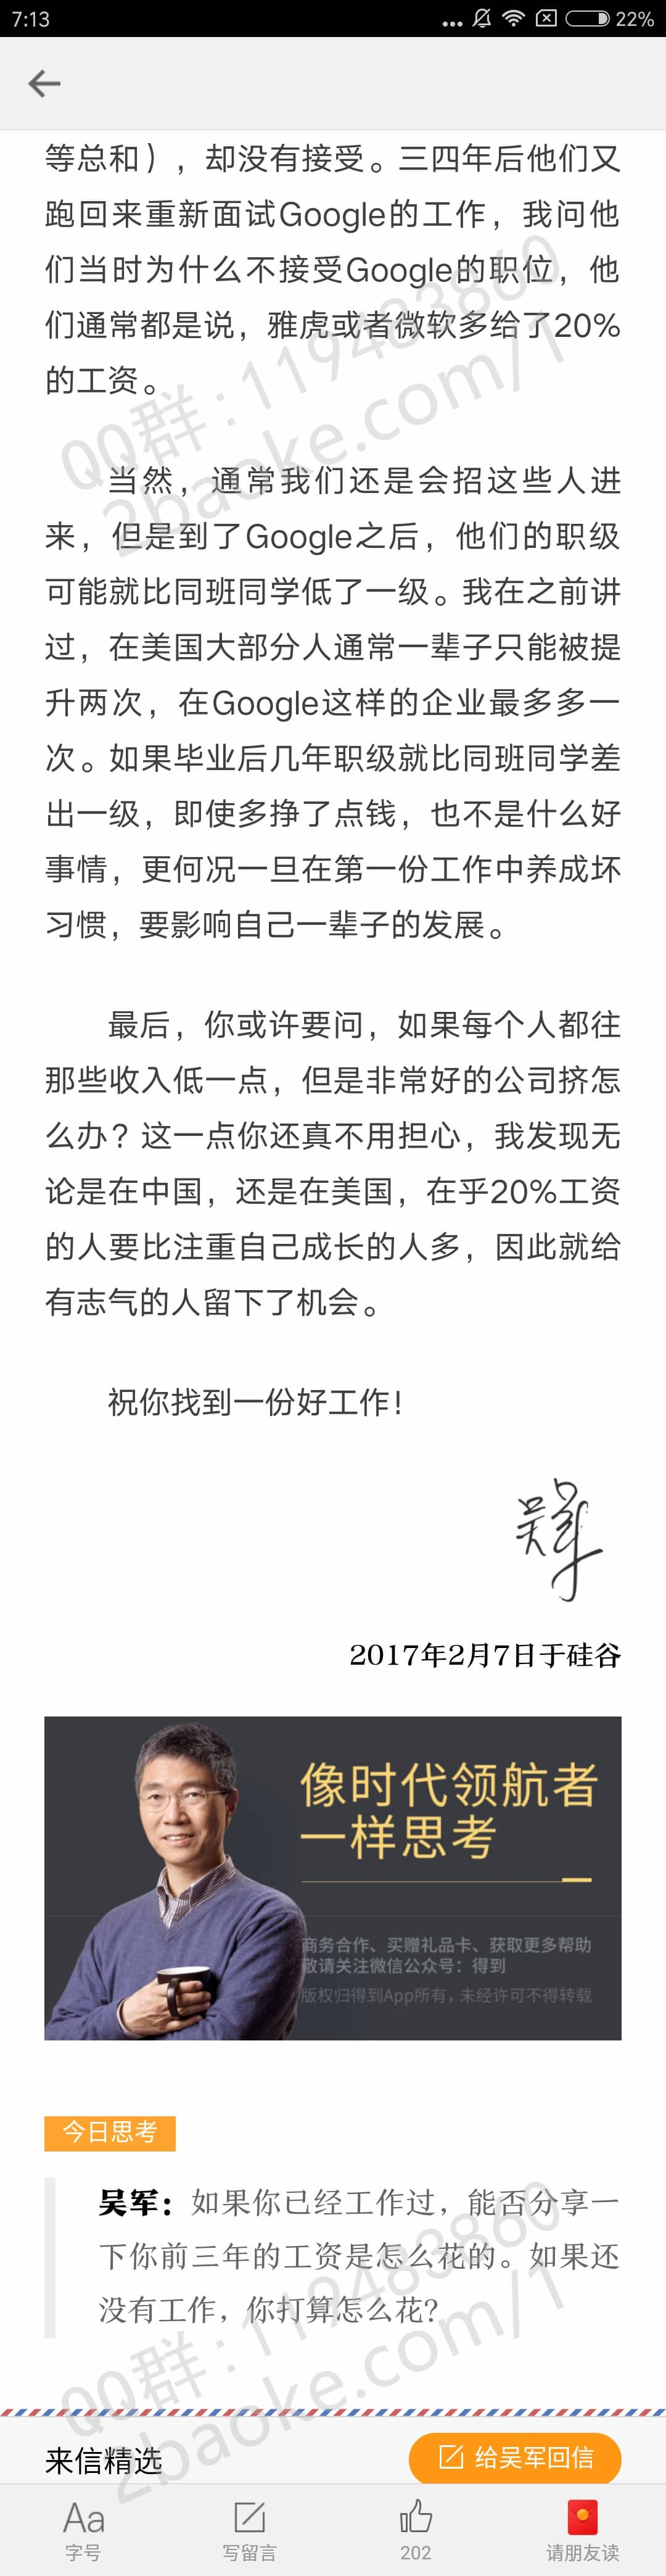 7:13
22%
等总和），却没有接受。三四年后他们又
跑回来重新面试Google的工作，我问他
们当时为什么不接受Google的职位，他
们通常都是说，雅虎或者微软多给了20%
的工资。
QQ群:119483860
2baoke.com/1
当然，通常我们还是会招这些人进
来，但是到了Google之后，他们的职级
可能就比同班同学低了一级。我在之前讲
过，在美国大部分人通常一辈子只能被提
升两次，在Google这样的企业最多多一
次。如果毕业后几年职级就比同班同学差
出一级，即使多挣了点钱，也不是什么好
事情，更何况一旦在第一份工作中养成坏
习惯，要影响自己一辈子的发展。
最后，你或许要问，如果每个人都往
那些收入低一点，但是非常好的公司挤怎
么办？这一点你还真不用担心，我发现无
论是在中国，还是在美国，在乎20%工资
的人要比注重自己成长的人多，因此就给
有志气的人留下了机会。
祝你找到一份好工作！
吴军
2017年2月7日于硅谷
像时代领航者
一样思考
商务合作、买赠礼品卡、获取更多帮助
敬请关注微信公众号：得到
版权归得到App所有，未经许可不得转载
今日思考
吴军：如果你已经工作过，能否分享一
下你前三年的工资是怎么花的。如果还
没有工作，你打算怎么花？
QQ群:119483860
2baoke.com/1
来信精选
给吴军回信
Aa
字号
写留言
202
请朋友读